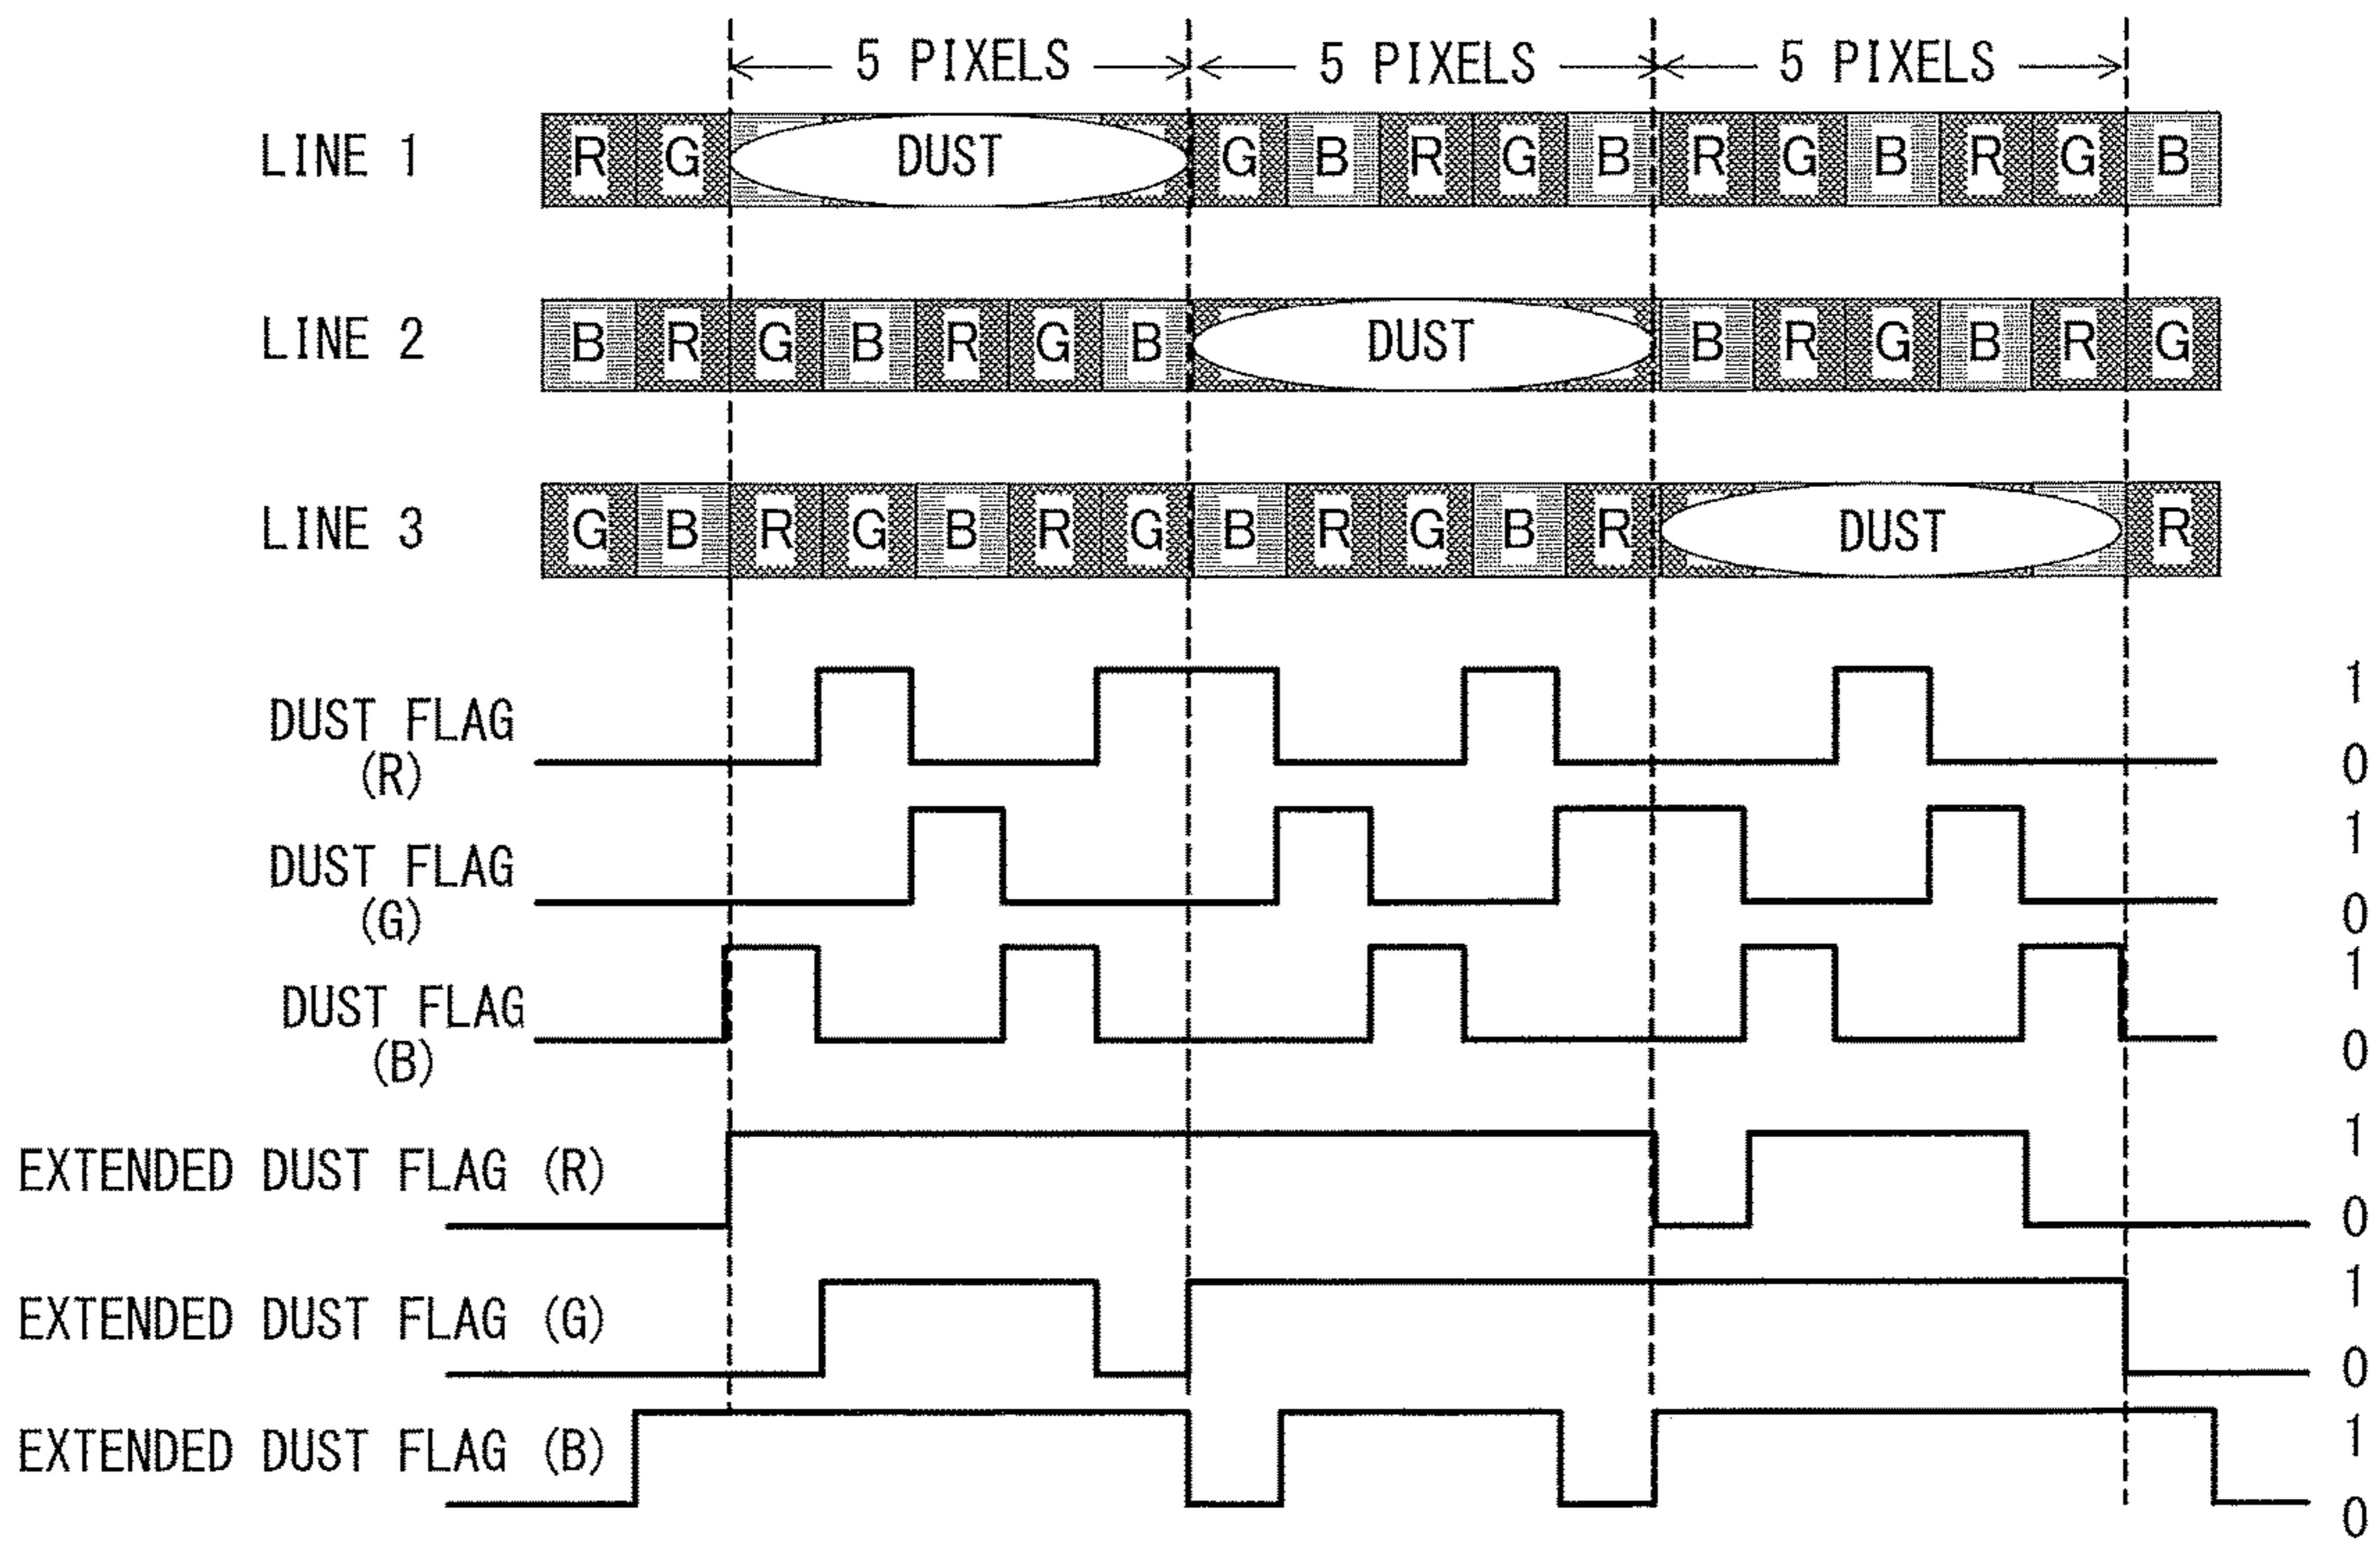 5 PIXELS 5 PIXELS 5 PIXELS
LINE 1 R G DUST G B R G B R G B R G B
LINE 2 B R G B R G B DUST B R G B R G
LINE 3 G B R G B R G B R G B R DUST R
DUST FLAG (R) 1 0
DUST FLAG (G) 1 0
DUST FLAG (B) 1 0
EXTENDED DUST FLAG (R) 1 0
EXTENDED DUST FLAG (G) 1 0
EXTENDED DUST FLAG (B) 1 0